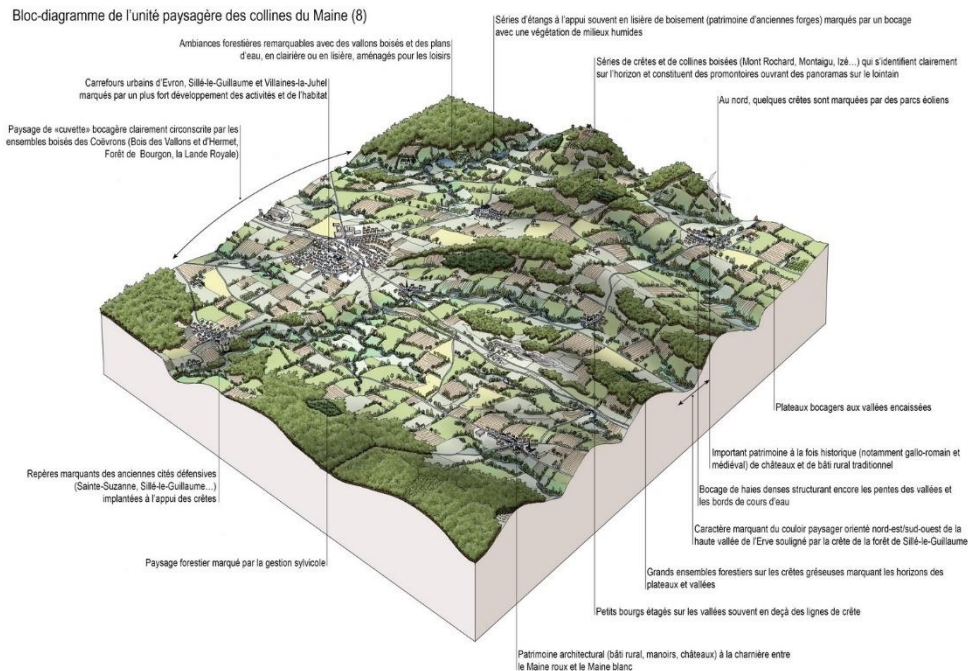 Bloc-diagramme de l'unité paysagère des collines du Maine (8)
Séries d'étangs à l'appui souvent en lisière de boisement (patrimoine d'anciennes forges) marqués par un bocage
avec une végétation de milieux humides
Ambiances forestières remarquables avec des vallons boisés et des plans
d'eau, en clairière ou en lisière, aménagés pour les loisirs
Séries de crêtes et de collines boisées (Mont Rochard, Montaigu, Izé…) qui s'identifient clairement
sur l'horizon et constituent des promontoires ouvrant des panoramas sur le lointain
Carrefours urbains d'Evron, Sillé-le-Guillaume et Villaines-la-Juhel
marqués par un plus fort développement des activités et de l'habitat
Au nord, quelques crêtes sont marquées par des parcs éoliens
Paysage de «cuvette» bocagère clairement circonscrite par les
ensembles boisés des Coëvrons (Bois des Vallons et d'Hermet,
Forêt de Bourgon, la Lande Royale)
Plateaux bocagers aux vallées encaissées
Important patrimoine à la fois historique (notamment gallo-romain et
médiéval) de châteaux et de bâti rural traditionnel
Repères marquants des anciennes cités défensives
(Sainte-Suzanne, Sillé-le-Guillaume…)
implantées à l'appui des crêtes
Bocage de haies denses structurant encore les pentes des vallées et
les bords de cours d'eau
Caractère marquant du couloir paysager orienté nord-est/sud-ouest de la
haute vallée de l'Erve souligné par la crête de la forêt de Sillé-le-Guillaume
Paysage forestier marqué par la gestion sylvicole
Grands ensembles forestiers sur les crêtes gréseuses marquant les horizons des
plateaux et vallées
Petits bourgs étagés sur les vallées souvent en deçà des lignes de crête
Patrimoine architectural (bâti rural, manoirs, châteaux) à la charnière entre
le Maine roux et le Maine blanc